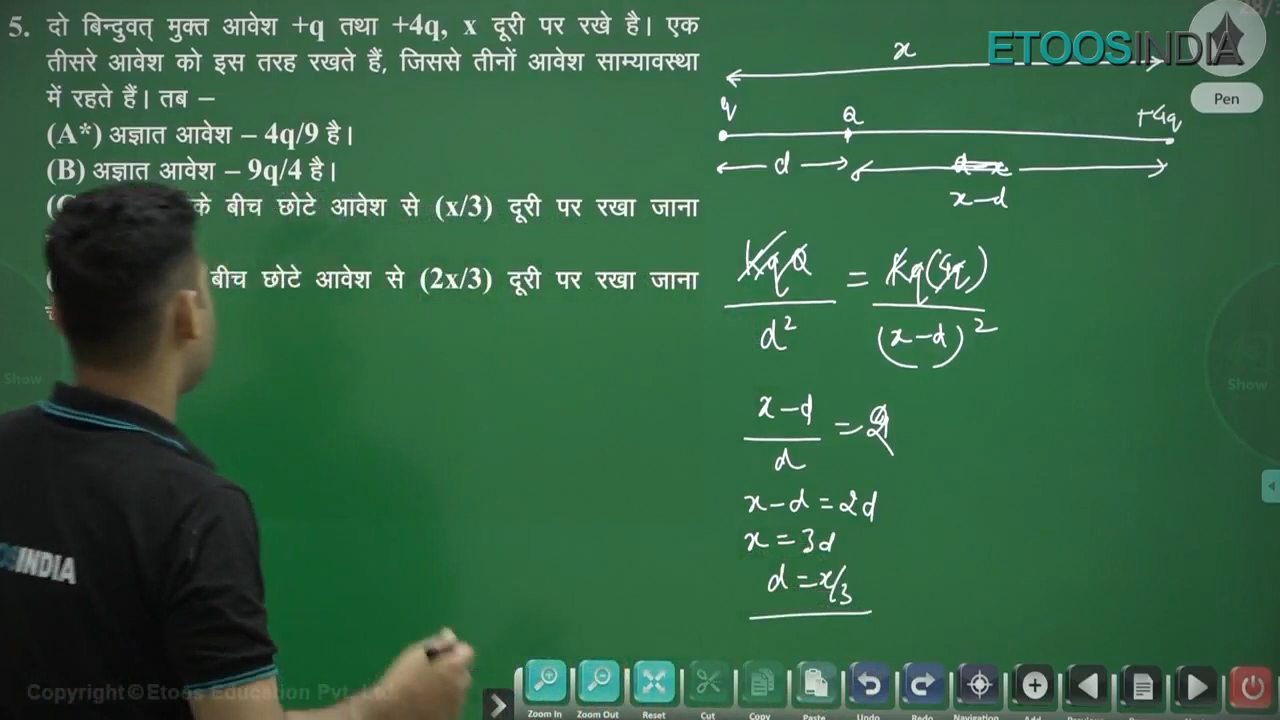 5. दो बिन्दुवत् मुक्त आवेश +q तथा +4q, x दूरी पर रखे है। एक
तीसरे आवेश को इस तरह रखते हैं, जिससे तीनों आवेश साम्यावस्था
में रहते हैं। तब –
(A*) अज्ञात आवेश – 4q/9 है।
(B) अज्ञात आवेश – 9q/4 है।
के बीच छोटे आवेश से (x/3) दूरी पर रखा जाना
बीच छोटे आवेश से (2x/3) दूरी पर रखा जाना
ETOOSINDIA
Pen
x
q Q +4q
d
x-d
KqQ/d² = Kq(4q)/(x-d)²
x-d/d = 2
x-d = 2d
x = 3d
d = x/3
Show
Show
OSINDIA
Copyright © Etoos Education Pvt. Ltd.
Zoom In Zoom Out Reset Cut Copy Paste Undo Redo Navigation